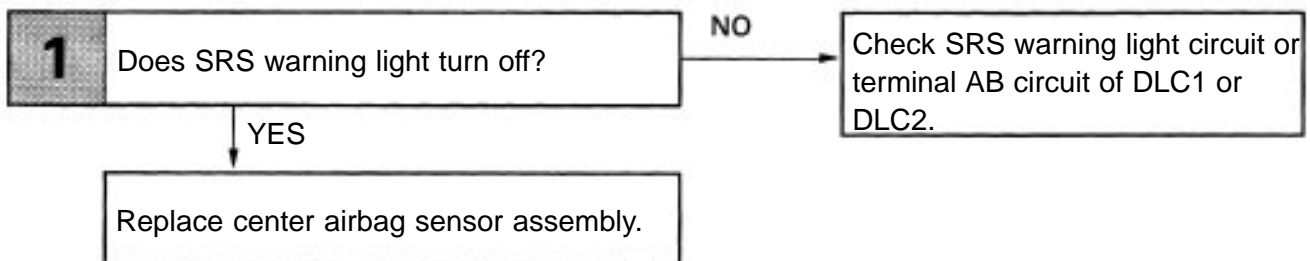 1
Does SRS warning light turn off?
NO
Check SRS warning light circuit or
terminal AB circuit of DLC1 or
DLC2.
YES
Replace center airbag sensor assembly.